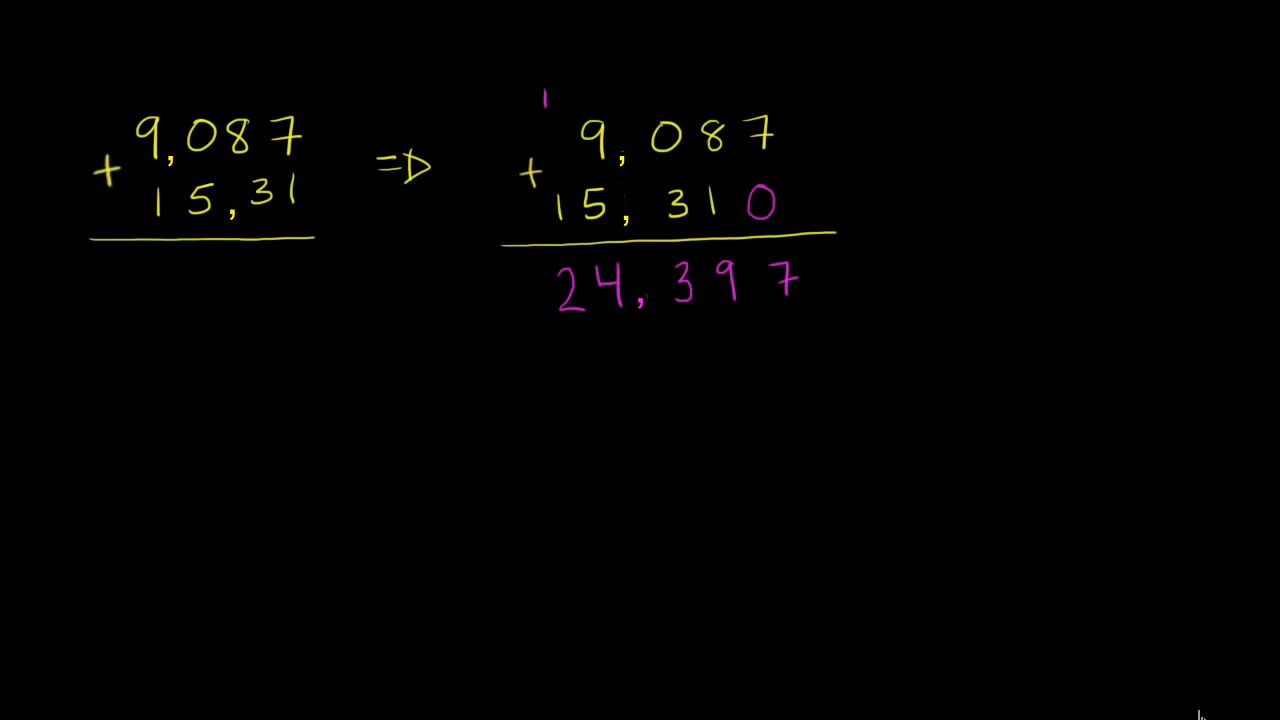 1
9,087 => 9,087
+ 15,31 + 15,310
24,397